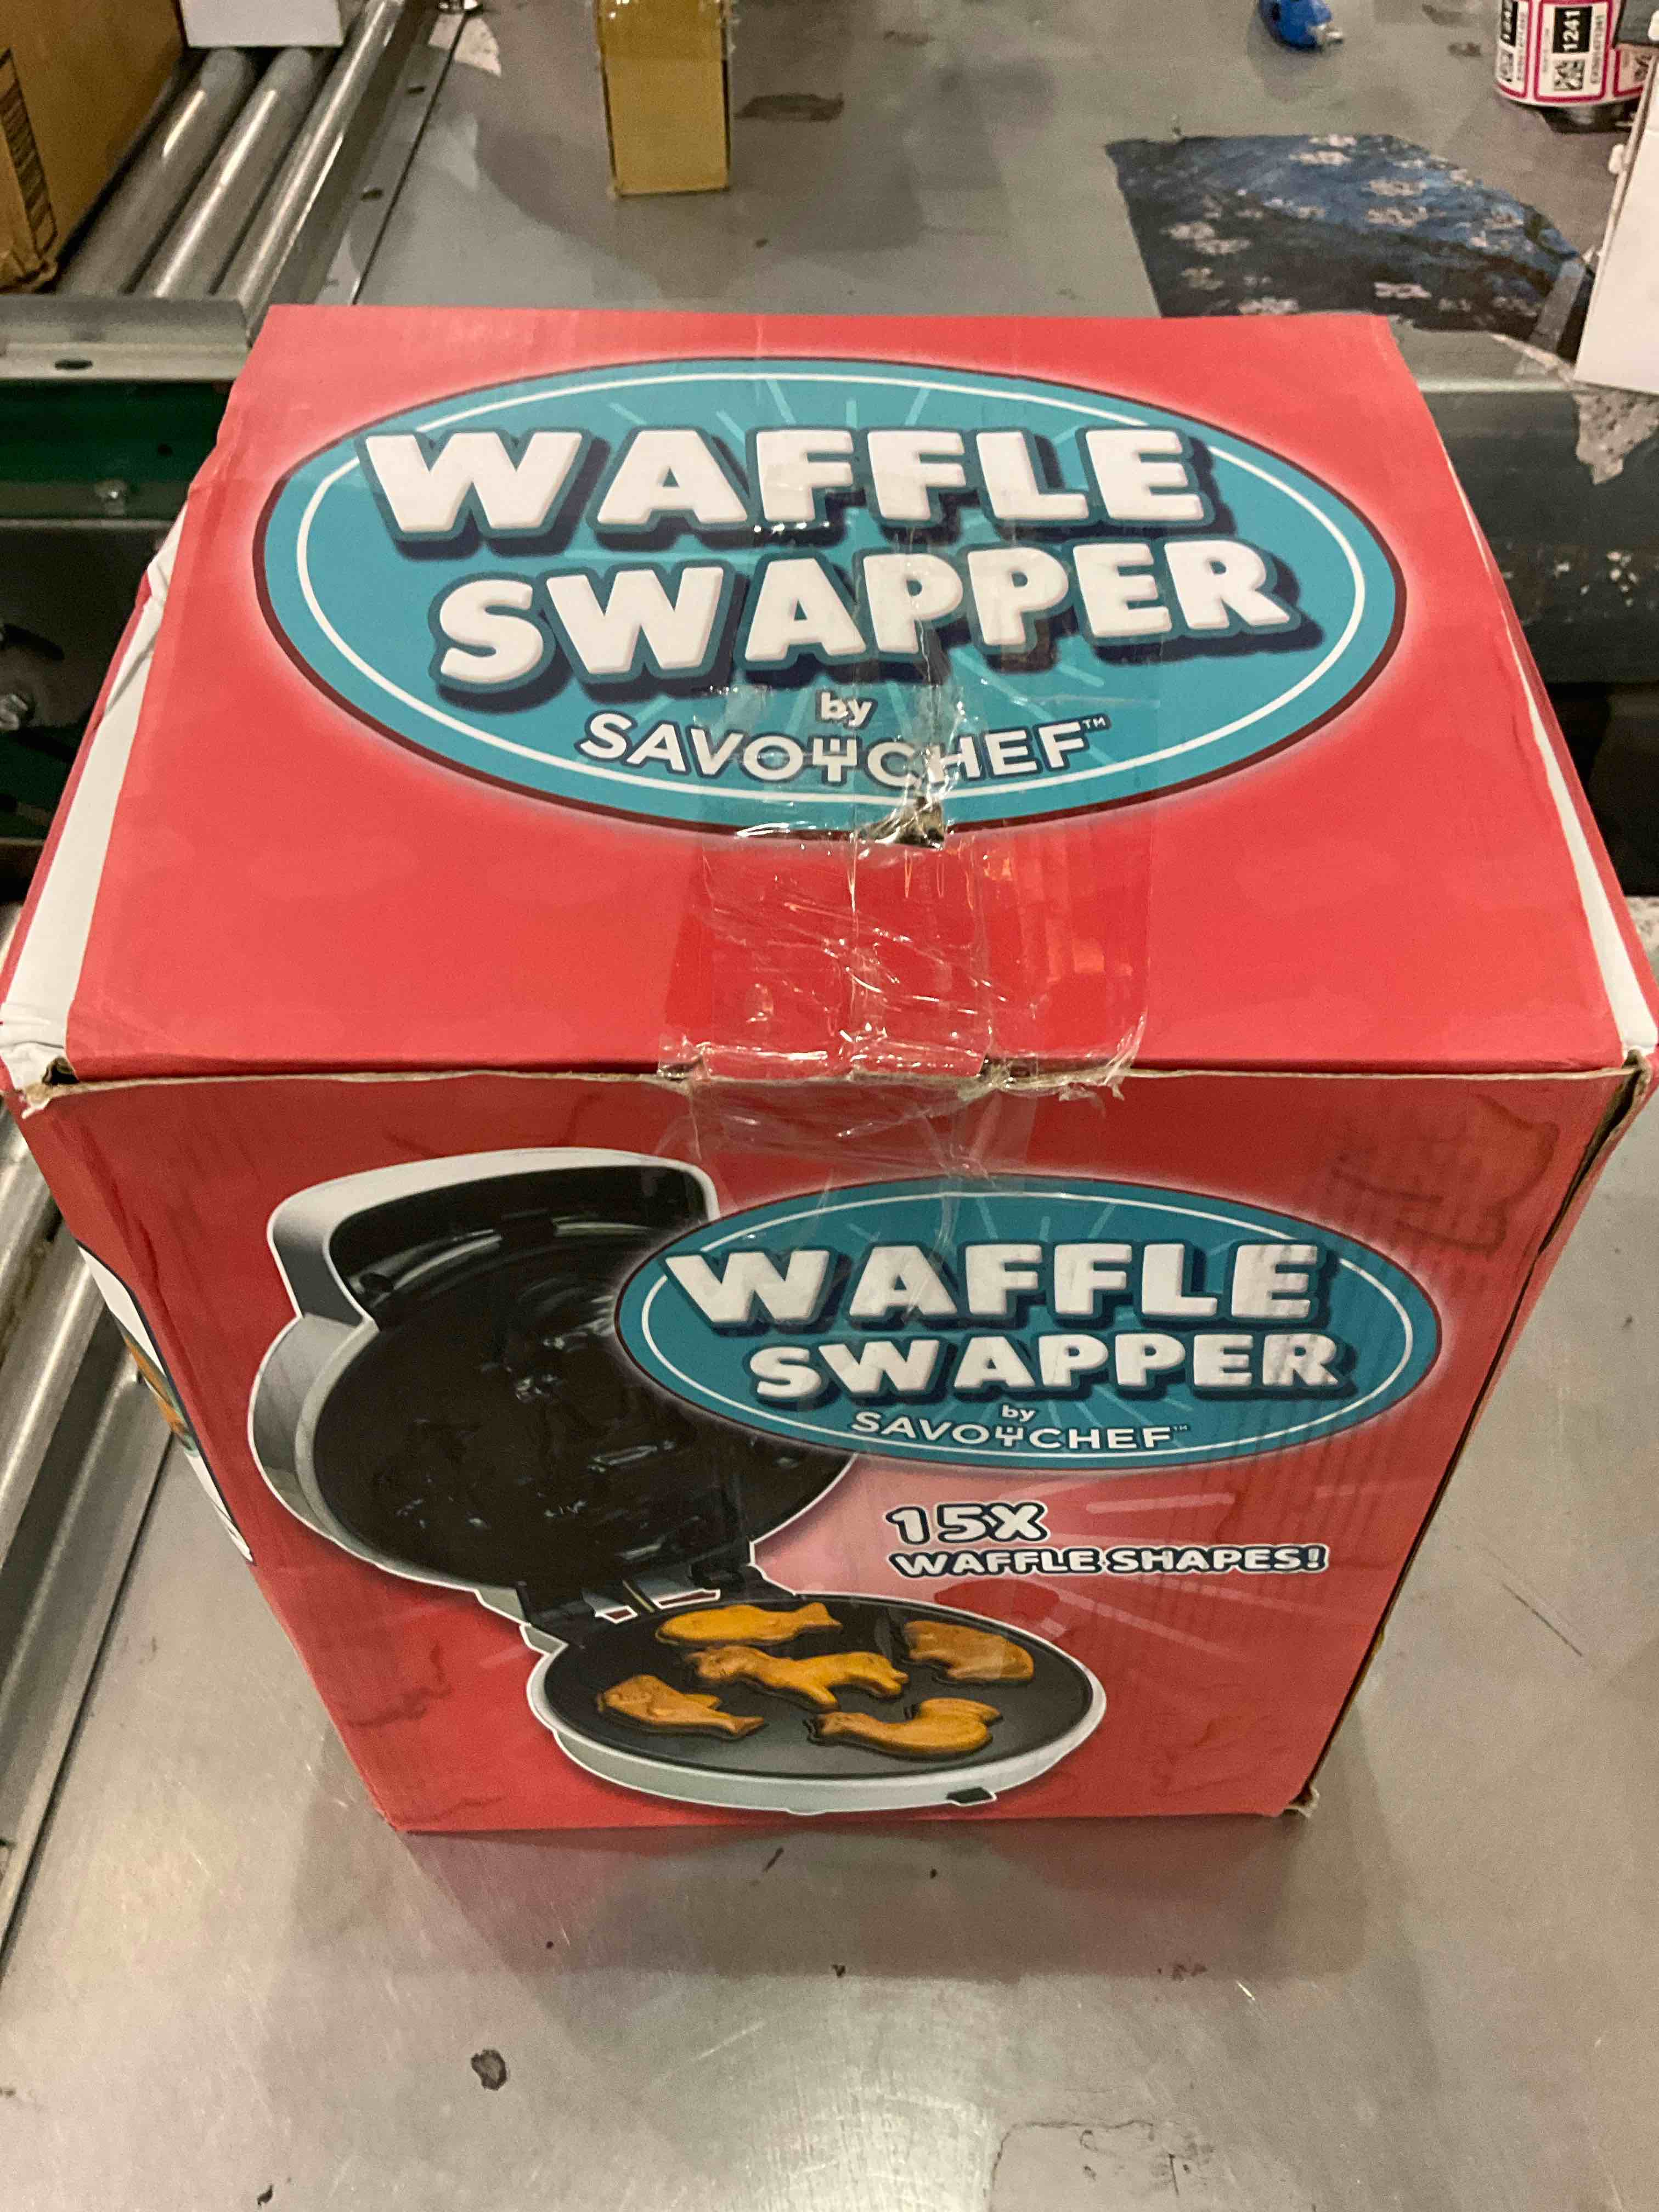 1241
WAFFLE
SWAPPER
by
SAVOYCHEF™
WAFFLE
SWAPPER
by
SAVOYCHEF™
15X
WAFFLE SHAPES!